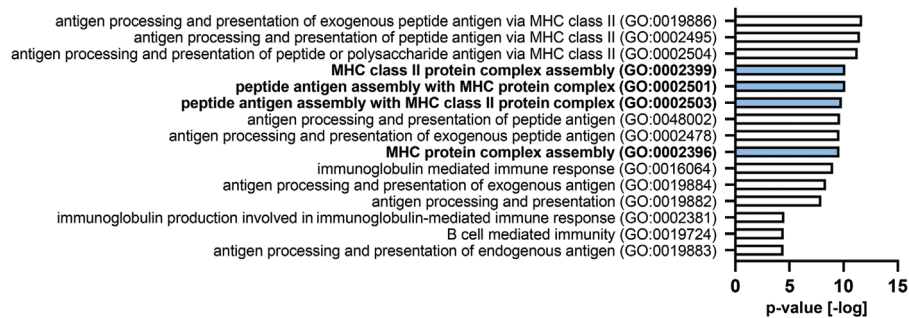 antigen processing and presentation of exogenous peptide antigen via MHC class II (GO:0019886)
antigen processing and presentation of peptide antigen via MHC class II (GO:0002495)
antigen processing and presentation of peptide or polysaccharide antigen via MHC class II (GO:0002504)
MHC class II protein complex assembly (GO:0002399)
peptide antigen assembly with MHC protein complex (GO:0002501)
peptide antigen assembly with MHC class II protein complex (GO:0002503)
antigen processing and presentation of peptide antigen (GO:0048002)
antigen processing and presentation of exogenous peptide antigen (GO:0002478)
MHC protein complex assembly (GO:0002396)
immunoglobulin mediated immune response (GO:0016064)
antigen processing and presentation of exogenous antigen (GO:0019884)
antigen processing and presentation (GO:0019882)
immunoglobulin production involved in immunoglobulin-mediated immune response (GO:0002381)
B cell mediated immunity (GO:0019724)
antigen processing and presentation of endogenous antigen (GO:0019883)
0 5 10 15
p-value [-log]